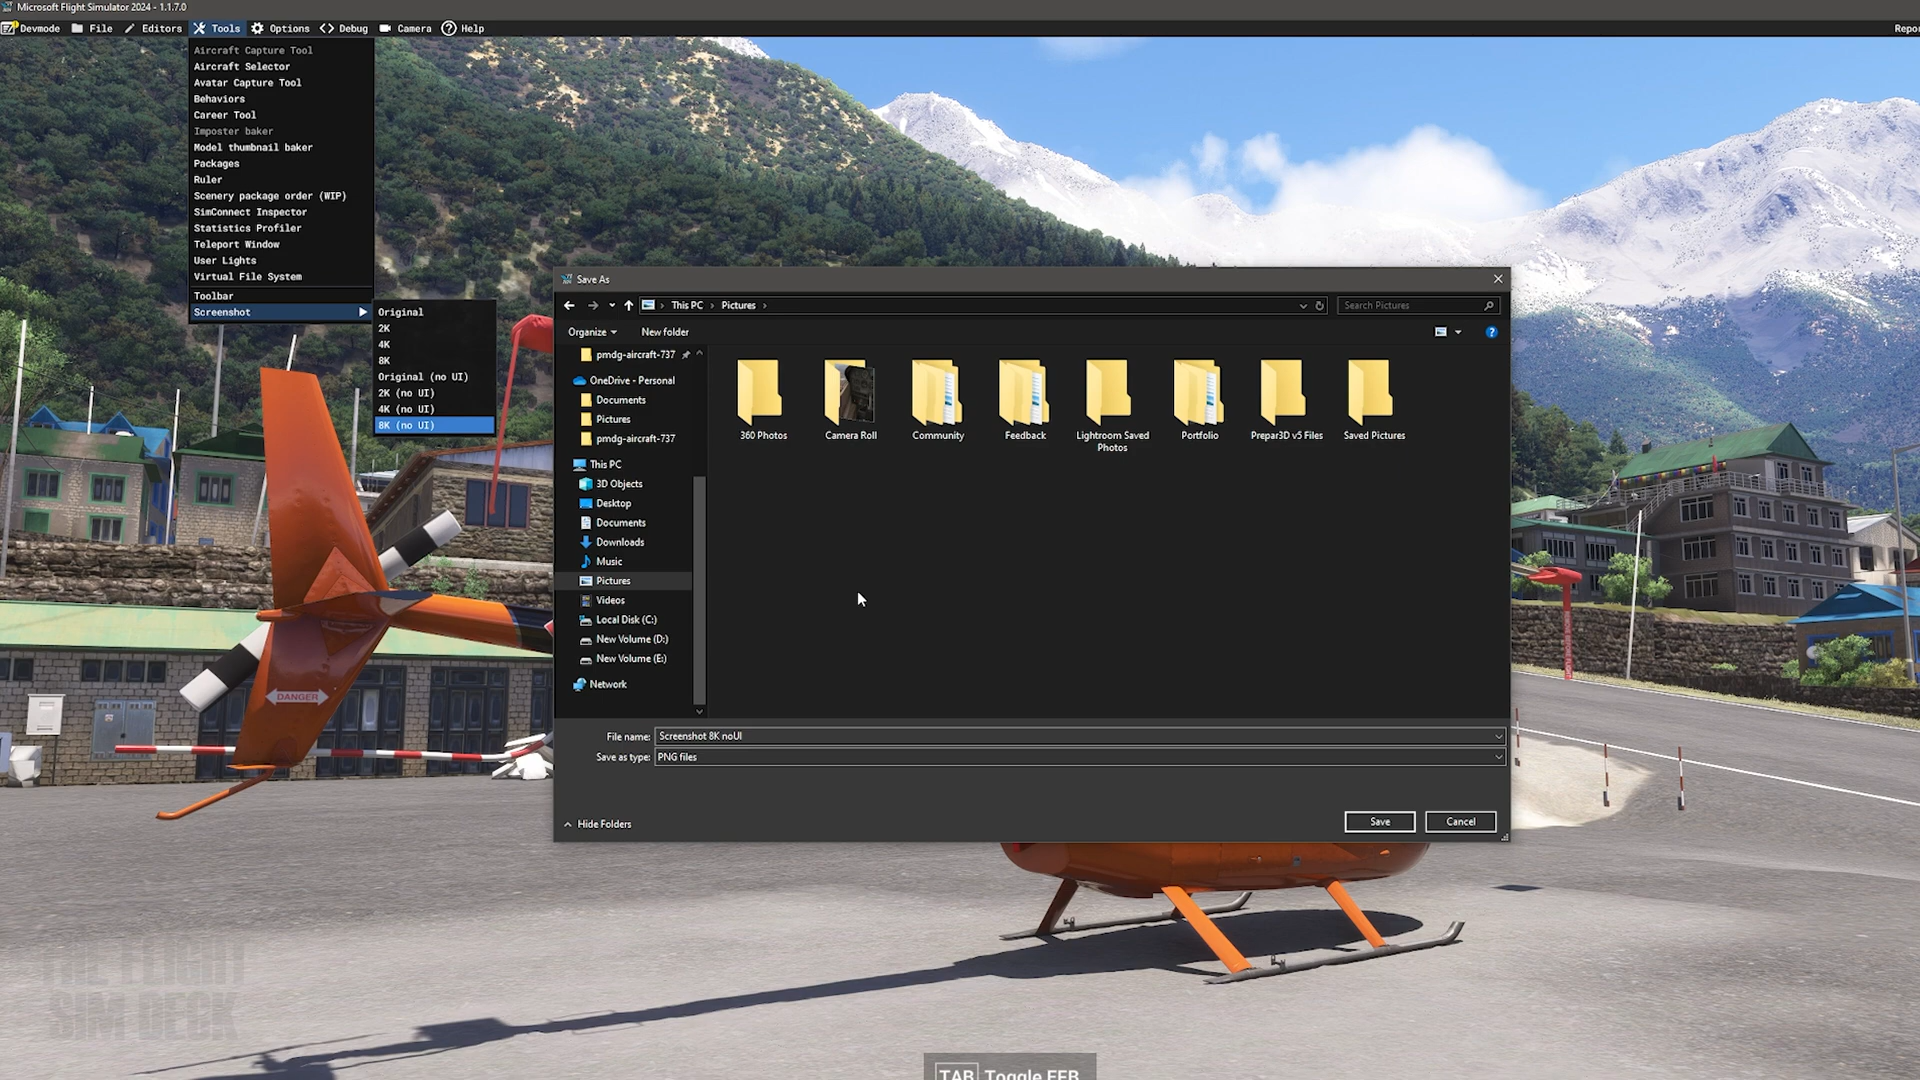 Microsoft Flight Simulator 2024 - 1.1.7.0
Devmode File Editors Tools Options Debug Camera Help
Aircraft Capture Tool
Aircraft Selector
Avatar Capture Tool
Behaviors
Career Tool
Imposter baker
Model thumbnail baker
Packages
Ruler
Scenery package order (WIP)
SimConnect Inspector
Statistics Profiler
Teleport Window
User Lights
Virtual File System
Toolbar
Screenshot
Original
2K
4K
8K
Original (no UI)
2K (no UI)
4K (no UI)
8K (no UI)
Save As
This PC › Pictures ›
Search Pictures
Organize
New folder
pmdg-aircraft-737
OneDrive - Personal
Documents
Pictures
pmdg-aircraft-737
This PC
3D Objects
Desktop
Documents
Downloads
Music
Pictures
Videos
Local Disk (C:)
New Volume (D:)
New Volume (E:)
Network
360 Photos
Camera Roll
Community
Feedback
Lightroom Saved
Photos
Portfolio
Prepar3D v5 Files
Saved Pictures
File name: Screenshot 8K noUI
Save as type: PNG files
Hide Folders
Save
Cancel
DANGER
THE FLIGHT
SIM DECK
TAB Toggle EFB